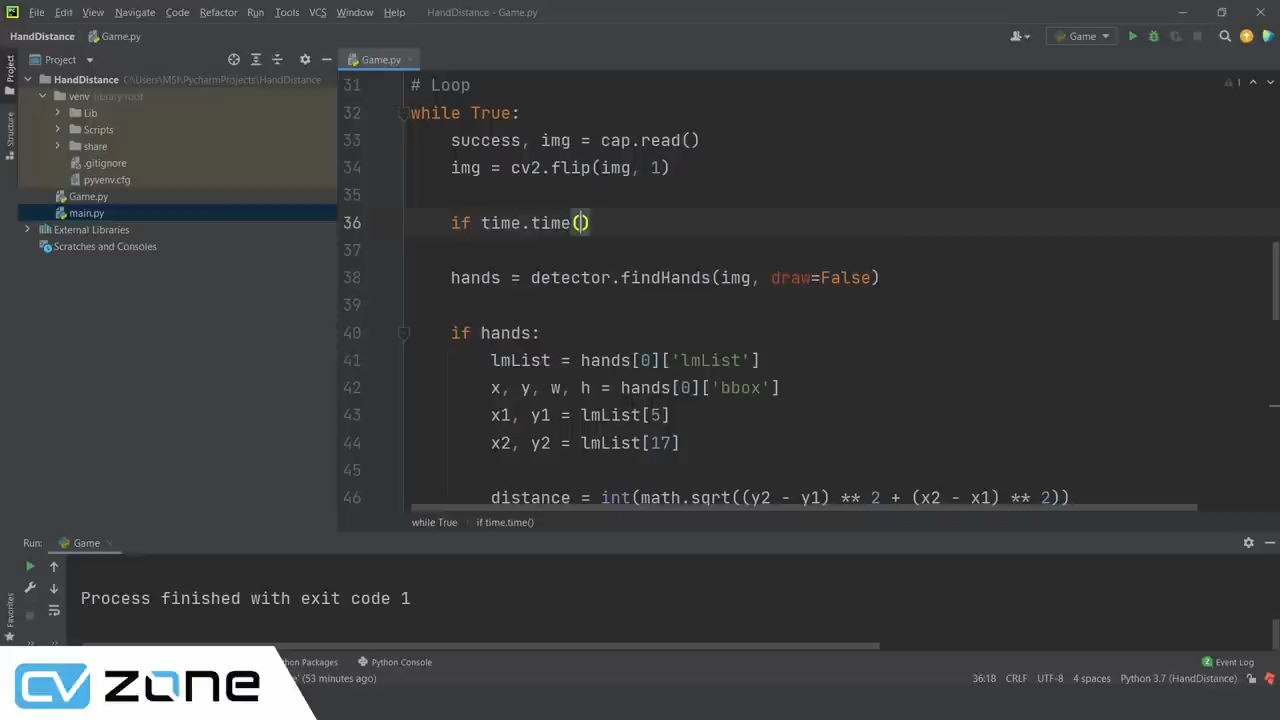 File Edit View Navigate Code Refactor Run Tools VCS Window Help HandDistance - Game.py
HandDistance Game.py Game
Project Game.py
HandDistance C:\Users\MSI\PycharmProjects\HandDistance
venv library root
Lib
Scripts
share
.gitignore
pyvenv.cfg
Game.py
main.py
External Libraries
Scratches and Consoles
Project
Structure
Favorites
31 # Loop
32 while True:
33 success, img = cap.read()
34 img = cv2.flip(img, 1)
35
36 if time.time()
37
38 hands = detector.findHands(img, draw=False)
39
40 if hands:
41 lmList = hands[0]['lmList']
42 x, y, w, h = hands[0]['bbox']
43 x1, y1 = lmList[5]
44 x2, y2 = lmList[17]
45
46 distance = int(math.sqrt((y2 - y1) ** 2 + (x2 - x1) ** 2))
while True if time.time()
Run: Game
Process finished with exit code 1
Packages Python Console 2 Event Log
(53 minutes ago) 36:18 CRLF UTF-8 4 spaces Python 3.7 (HandDistance)
CVZONE